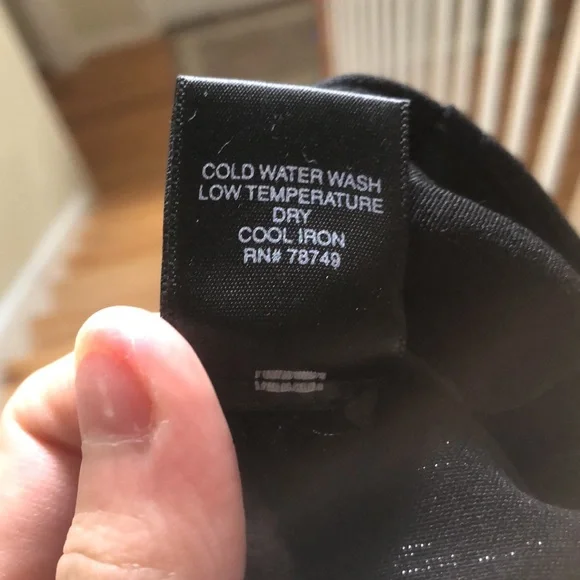 COLD WATER WASH
LOW TEMPERATURE
DRY
COOL IRON
RN# 78749